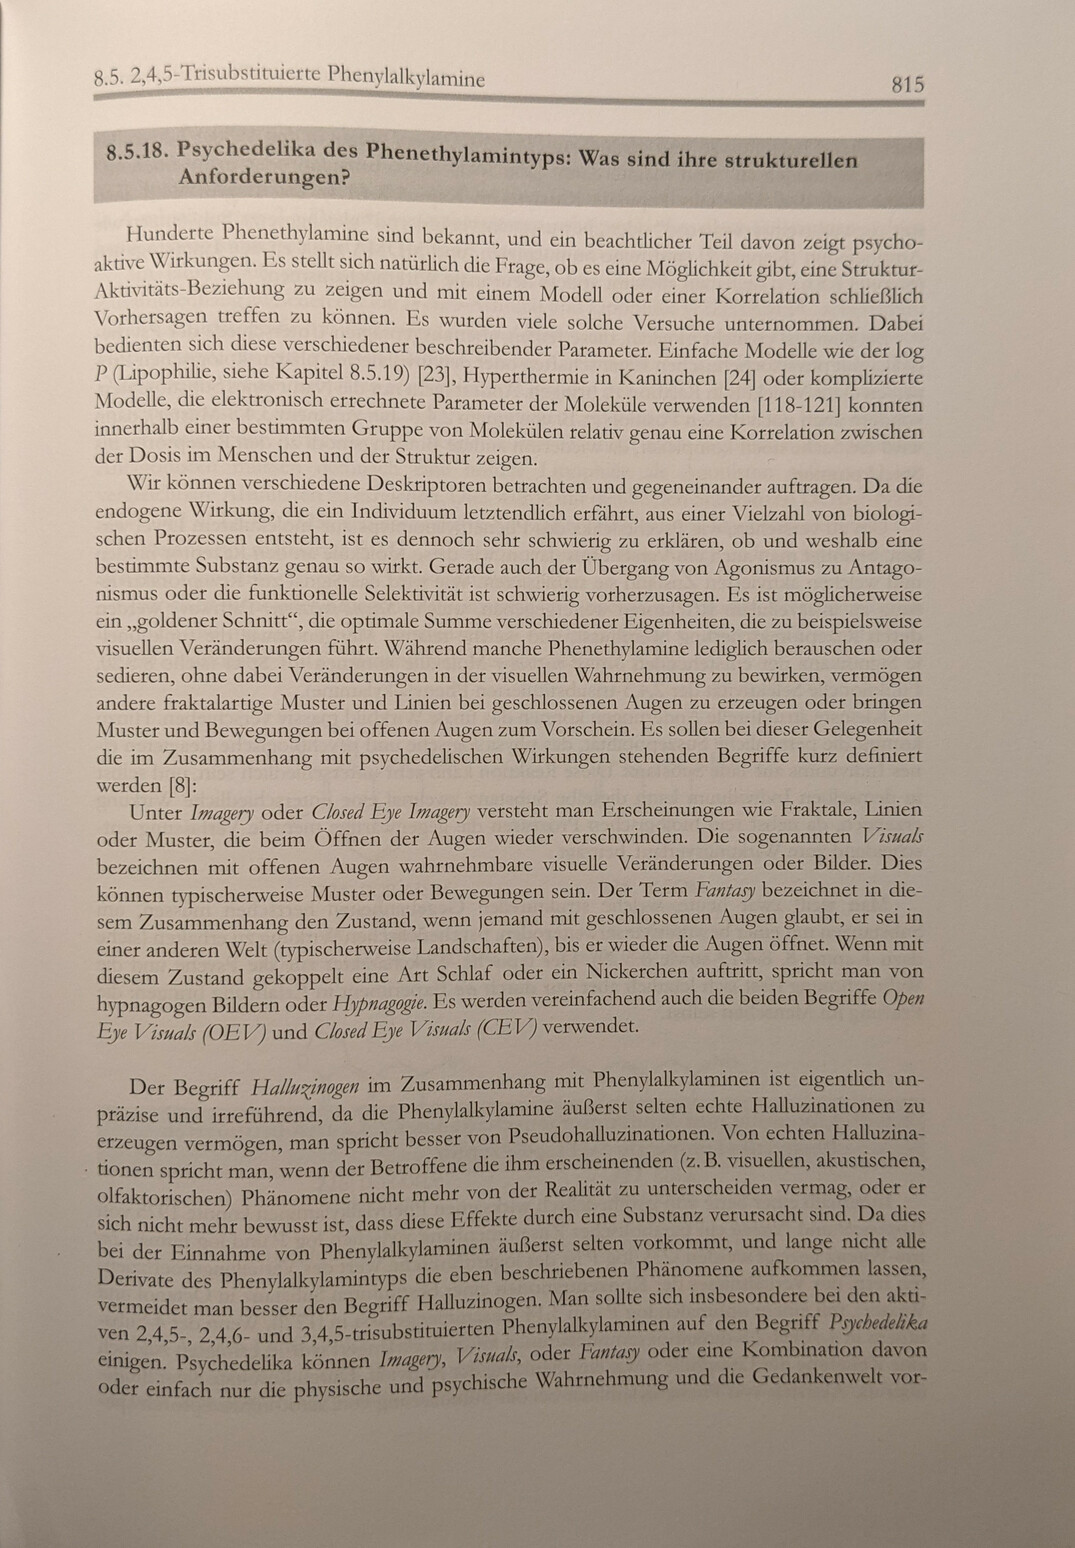 8.5. 2,4,5-Trisubstituierte Phenylalkylamine 815
8.5.18. Psychedelika des Phenethylamintyps: Was sind ihre strukturellen
Anforderungen?
Hunderte Phenethylamine sind bekannt, und ein beachtlicher Teil davon zeigt psycho-
aktive Wirkungen. Es stellt sich natürlich die Frage, ob es eine Möglichkeit gibt, eine Struktur-
Aktivitäts-Beziehung zu zeigen und mit einem Modell oder einer Korrelation schließlich
Vorhersagen treffen zu können. Es wurden viele solche Versuche unternommen. Dabei
bedienten sich diese verschiedener beschreibender Parameter. Einfache Modelle wie der log
P (Lipophilie, siehe Kapitel 8.5.19) [23], Hyperthermie in Kaninchen [24] oder komplizierte
Modelle, die elektronisch errechnete Parameter der Moleküle verwenden [118-121] konnten
innerhalb einer bestimmten Gruppe von Molekülen relativ genau eine Korrelation zwischen
der Dosis im Menschen und der Struktur zeigen.
Wir können verschiedene Deskriptoren betrachten und gegeneinander auftragen. Da die
endogene Wirkung, die ein Individuum letztendlich erfährt, aus einer Vielzahl von biologi-
schen Prozessen entsteht, ist es dennoch sehr schwierig zu erklären, ob und weshalb eine
bestimmte Substanz genau so wirkt. Gerade auch der Übergang von Agonismus zu Antago-
nismus oder die funktionelle Selektivität ist schwierig vorherzusagen. Es ist möglicherweise
ein „goldener Schnitt“, die optimale Summe verschiedener Eigenheiten, die zu beispielsweise
visuellen Veränderungen führt. Während manche Phenethylamine lediglich berauschen oder
sedieren, ohne dabei Veränderungen in der visuellen Wahrnehmung zu bewirken, vermögen
andere fraktalartige Muster und Linien bei geschlossenen Augen zu erzeugen oder bringen
Muster und Bewegungen bei offenen Augen zum Vorschein. Es sollen bei dieser Gelegenheit
die im Zusammenhang mit psychedelischen Wirkungen stehenden Begriffe kurz definiert
werden [8]:
Unter Imagery oder Closed Eye Imagery versteht man Erscheinungen wie Fraktale, Linien
oder Muster, die beim Öffnen der Augen wieder verschwinden. Die sogenannten Visuals
bezeichnen mit offenen Augen wahrnehmbare visuelle Veränderungen oder Bilder. Dies
können typischerweise Muster oder Bewegungen sein. Der Term Fantasy bezeichnet in die-
sem Zusammenhang den Zustand, wenn jemand mit geschlossenen Augen glaubt, er sei in
einer anderen Welt (typischerweise Landschaften), bis er wieder die Augen öffnet. Wenn mit
diesem Zustand gekoppelt eine Art Schlaf oder ein Nickerchen auftritt, spricht man von
hypnagogen Bildern oder Hypnagogie. Es werden vereinfachend auch die beiden Begriffe Open
Eye Visuals (OEV) und Closed Eye Visuals (CEV) verwendet.
Der Begriff Halluzinogen im Zusammenhang mit Phenylalkylaminen ist eigentlich un-
präzise und irreführend, da die Phenylalkylamine äußerst selten echte Halluzinationen zu
erzeugen vermögen, man spricht besser von Pseudohalluzinationen. Von echten Halluzina-
tionen spricht man, wenn der Betroffene die ihm erscheinenden (z. B. visuellen, akustischen,
olfaktorischen) Phänomene nicht mehr von der Realität zu unterscheiden vermag, oder er
sich nicht mehr bewusst ist, dass diese Effekte durch eine Substanz verursacht sind. Da dies
bei der Einnahme von Phenylalkylaminen äußerst selten vorkommt, und lange nicht alle
Derivate des Phenylalkylamintyps die eben beschriebenen Phänomene aufkommen lassen,
vermeidet man besser den Begriff Halluzinogen. Man sollte sich insbesondere bei den akti-
ven 2,4,5-, 2,4,6- und 3,4,5-trisubstituierten Phenylalkylaminen auf den Begriff Psychedelika
einigen. Psychedelika können Imagery, Visuals, oder Fantasy oder eine Kombination davon
oder einfach nur die physische und psychische Wahrnehmung und die Gedankenwelt vor-